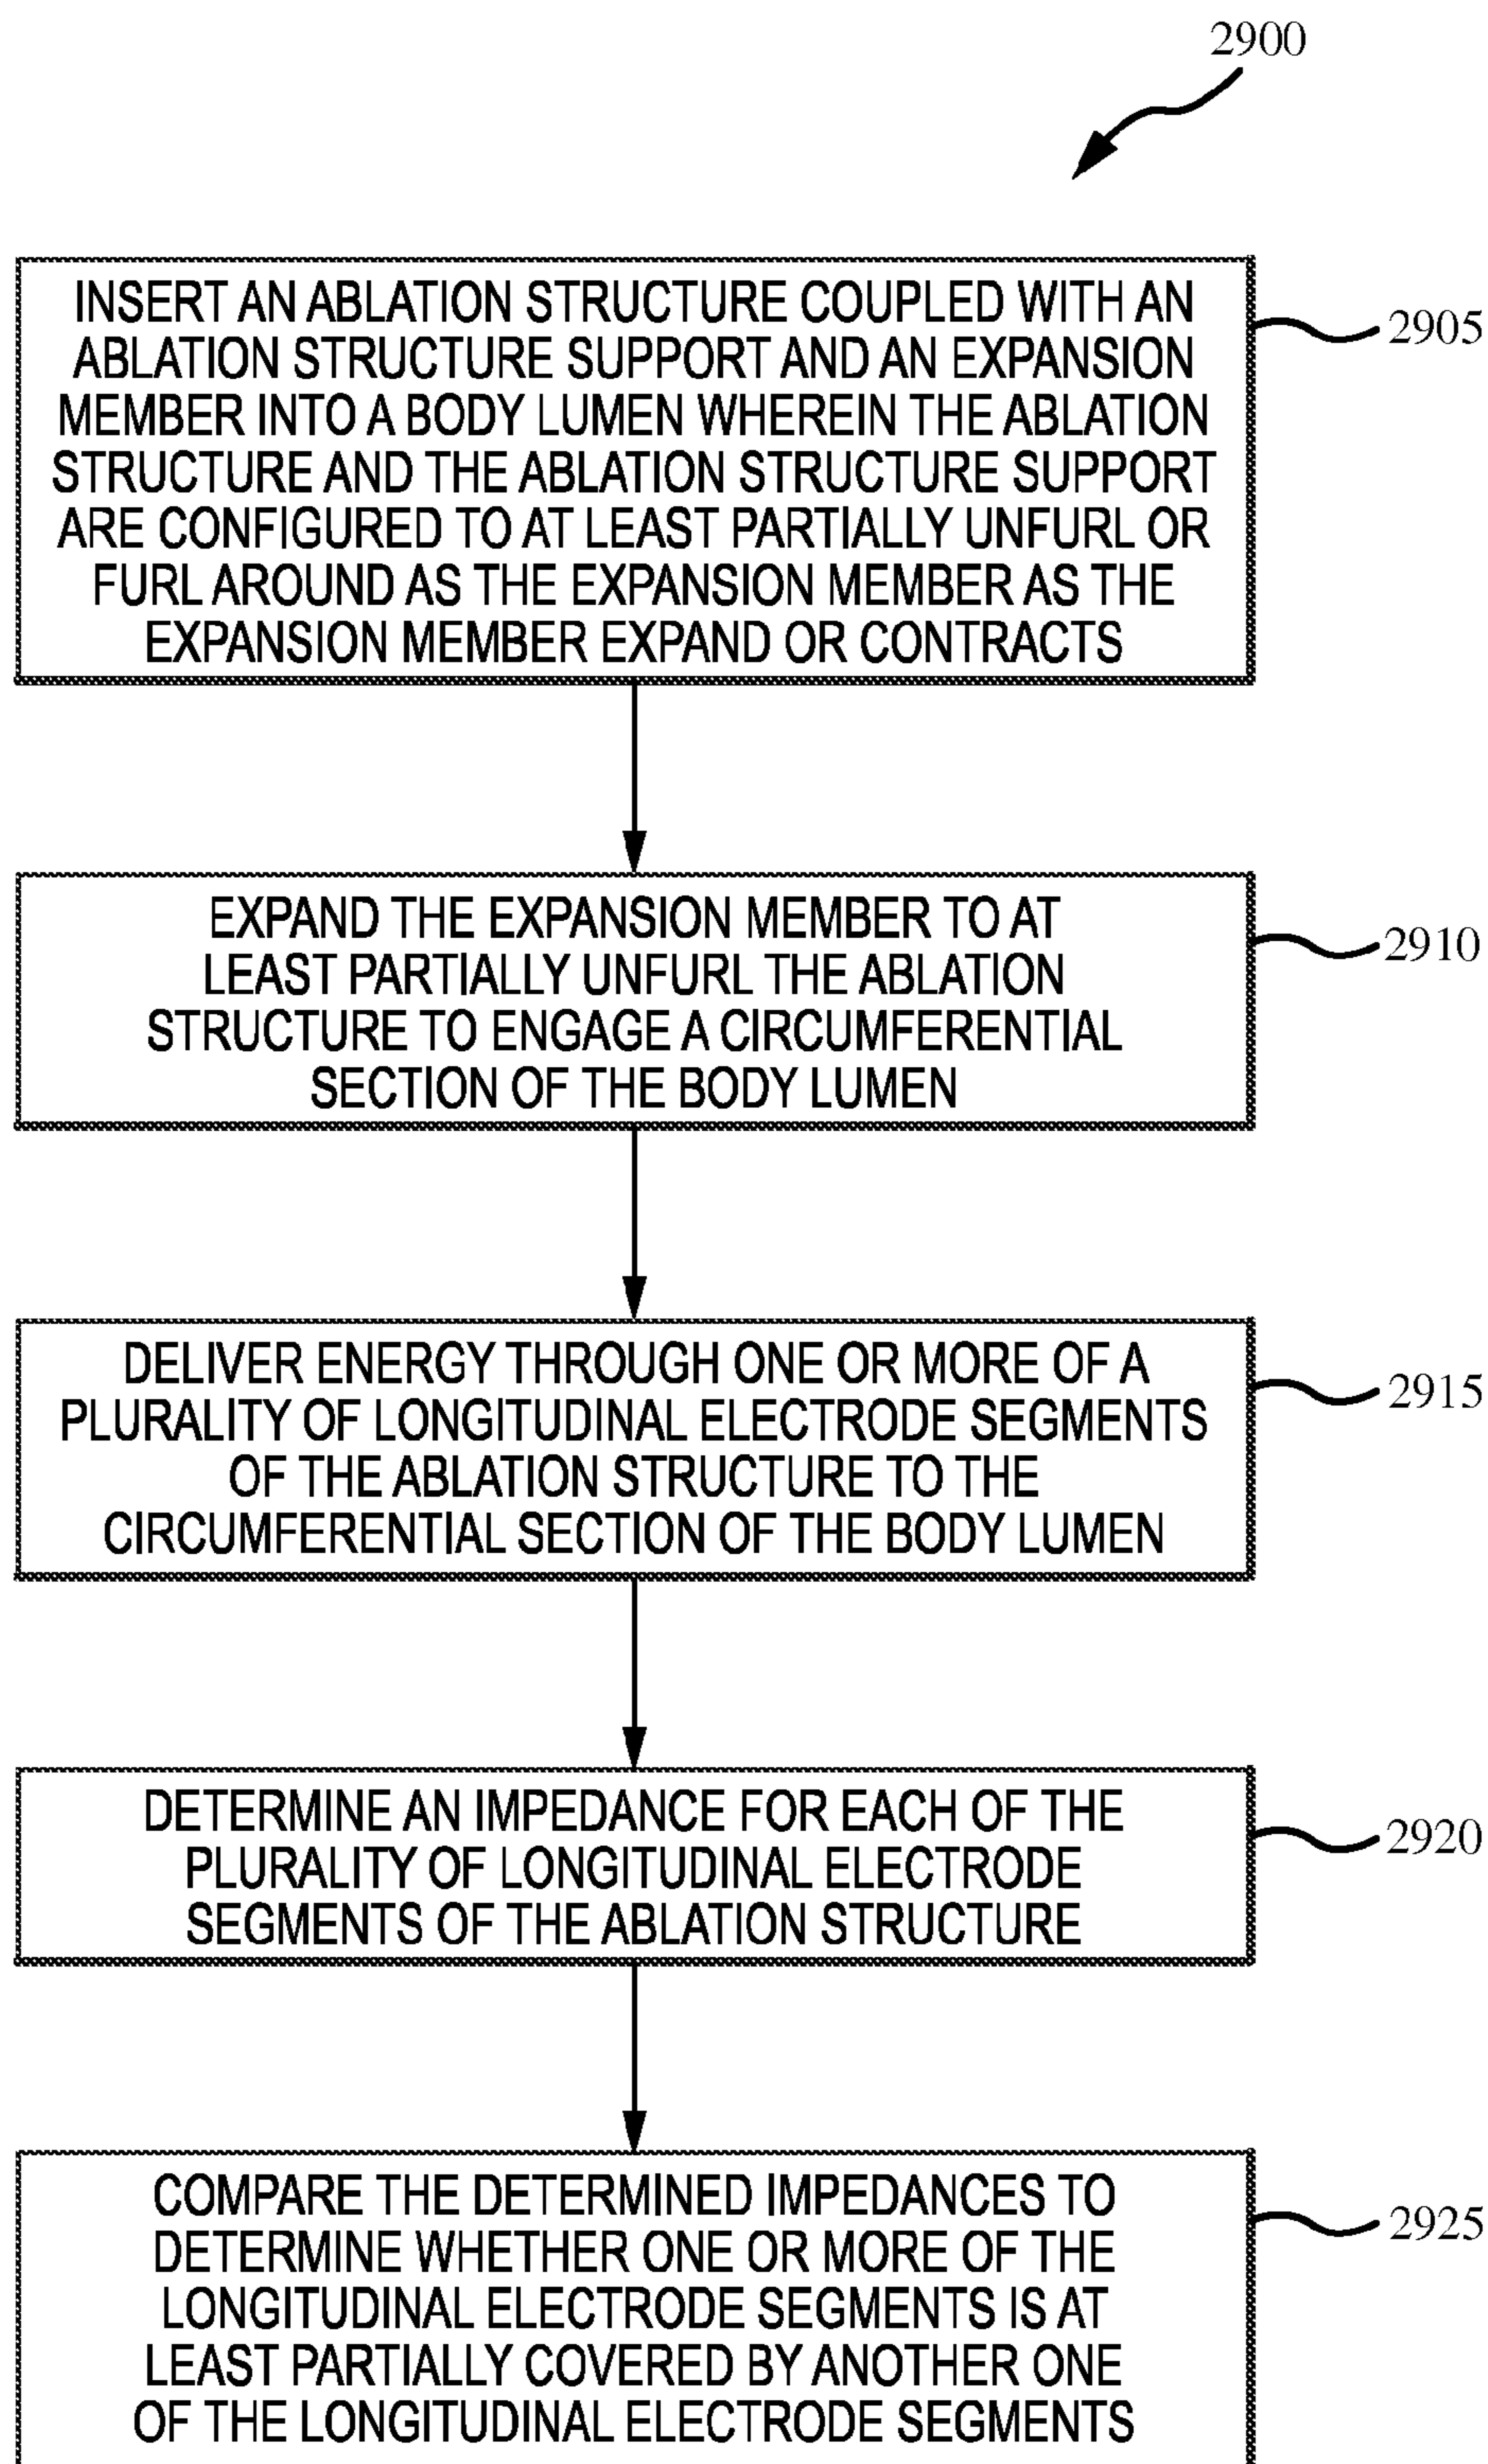 2900
INSERT AN ABLATION STRUCTURE COUPLED WITH AN
ABLATION STRUCTURE SUPPORT AND AN EXPANSION
MEMBER INTO A BODY LUMEN WHEREIN THE ABLATION
STRUCTURE AND THE ABLATION STRUCTURE SUPPORT
ARE CONFIGURED TO AT LEAST PARTIALLY UNFURL OR
FURL AROUND AS THE EXPANSION MEMBER AS THE
EXPANSION MEMBER EXPAND OR CONTRACTS
2905
EXPAND THE EXPANSION MEMBER TO AT
LEAST PARTIALLY UNFURL THE ABLATION
STRUCTURE TO ENGAGE A CIRCUMFERENTIAL
SECTION OF THE BODY LUMEN
2910
DELIVER ENERGY THROUGH ONE OR MORE OF A
PLURALITY OF LONGITUDINAL ELECTRODE SEGMENTS
OF THE ABLATION STRUCTURE TO THE
CIRCUMFERENTIAL SECTION OF THE BODY LUMEN
2915
DETERMINE AN IMPEDANCE FOR EACH OF THE
PLURALITY OF LONGITUDINAL ELECTRODE
SEGMENTS OF THE ABLATION STRUCTURE
2920
COMPARE THE DETERMINED IMPEDANCES TO
DETERMINE WHETHER ONE OR MORE OF THE
LONGITUDINAL ELECTRODE SEGMENTS IS AT
LEAST PARTIALLY COVERED BY ANOTHER ONE
OF THE LONGITUDINAL ELECTRODE SEGMENTS
2925